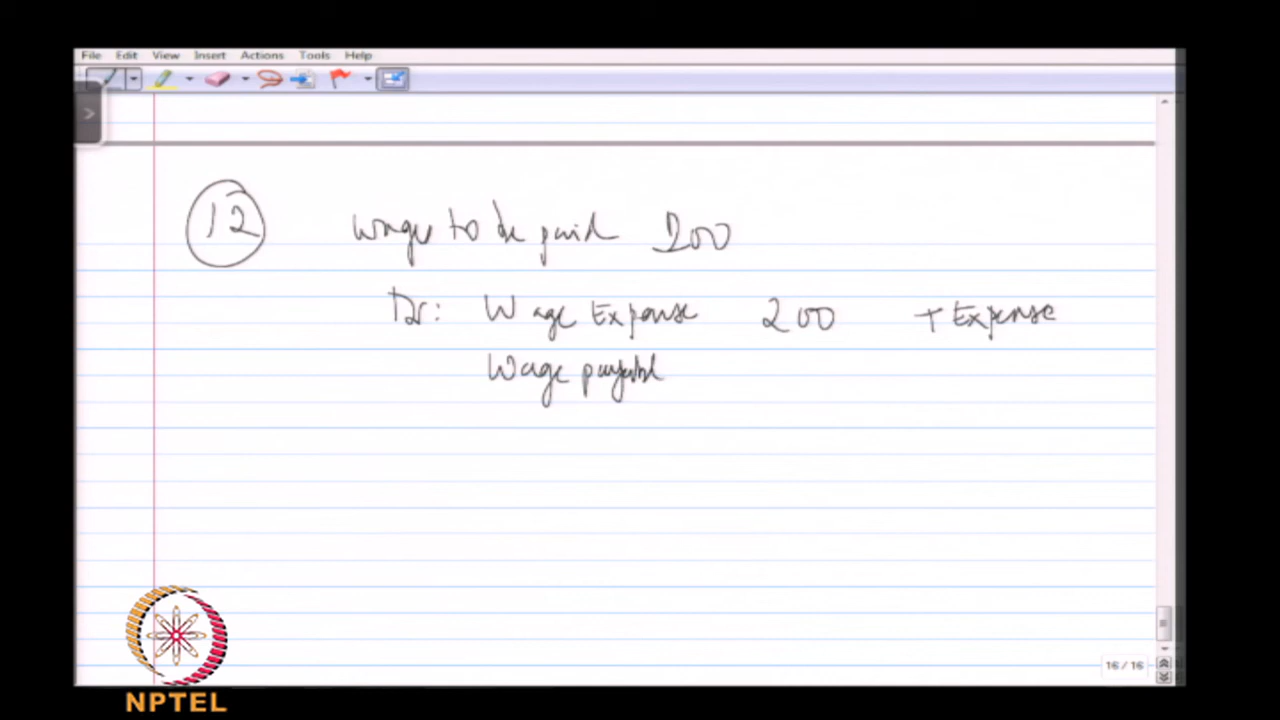 File Edit View Insert Actions Tools Help
>
12 Wages to be paid 200
Dr: Wage Expense 200 + Expense
Wage payable
16 / 16
NPTEL